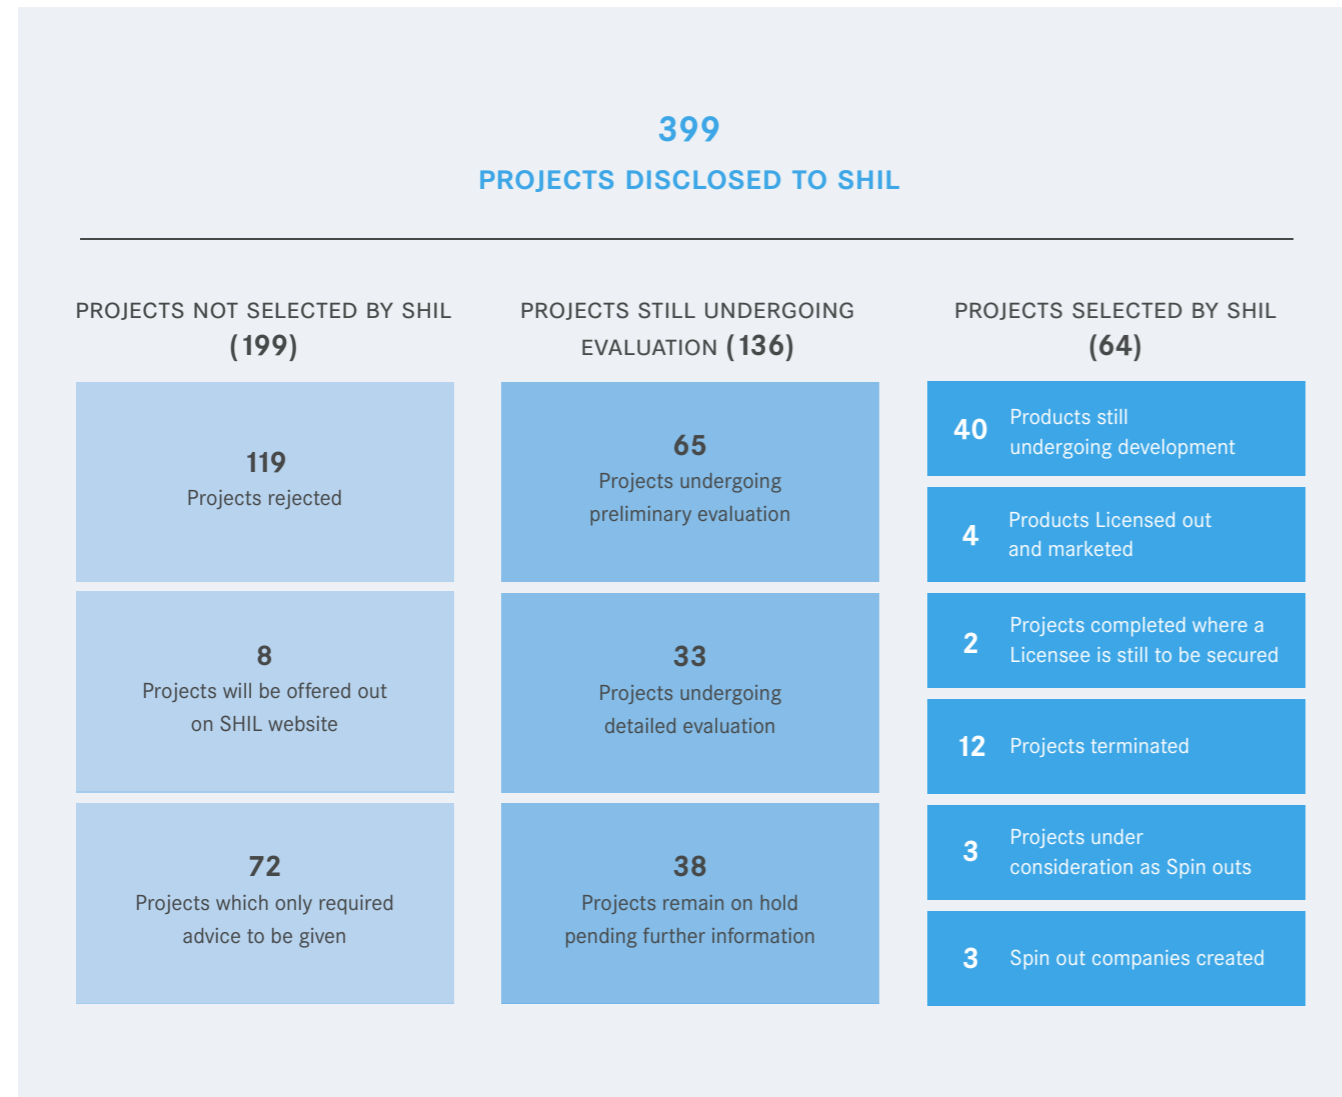 399
PROJECTS DISCLOSED TO SHIL
PROJECTS NOT SELECTED BY SHIL
(199)
119
Projects rejected
8
Projects will be offered out
on SHIL website
72
Projects which only required
advice to be given
PROJECTS STILL UNDERGOING
EVALUATION (136)
65
Projects undergoing
preliminary evaluation
33
Projects undergoing
detailed evaluation
38
Projects remain on hold
pending further information
PROJECTS SELECTED BY SHIL
(64)
40 Products still
undergoing development
4 Products Licensed out
and marketed
2 Projects completed where a
Licensee is still to be secured
12 Projects terminated
3 Projects under
consideration as Spin outs
3 Spin out companies created